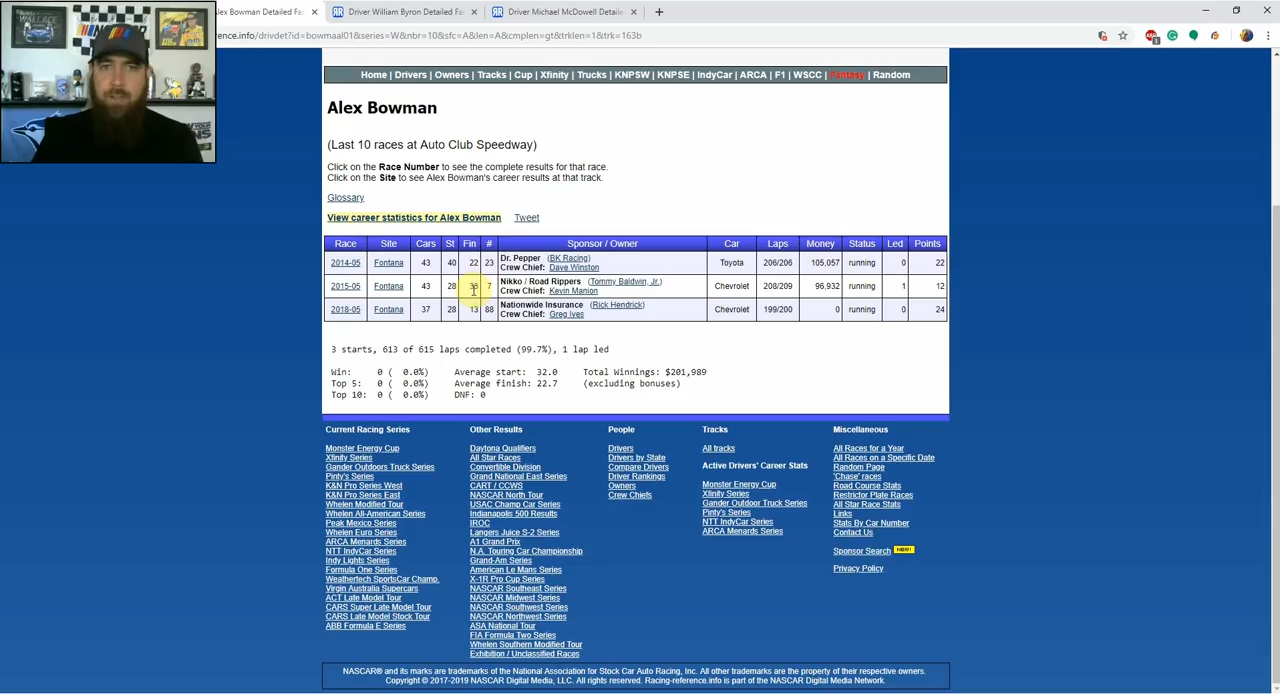 Alex Bowman Detailed Fa
Driver William Byron Detailed Fa
Driver Michael McDowell Detaile
rence.info/drivdet?id=bowmaal01&series=W&nbr=10&sfc=A&len=A&cmplen=gt&trklen=1&trk=163b
Home | Drivers | Owners | Tracks | Cup | Xfinity | Trucks | KNPSW | KNPSE | IndyCar | ARCA | F1 | WSCC | Fantasy | Random
Alex Bowman
(Last 10 races at Auto Club Speedway)
Click on the Race Number to see the complete results for that race.
Click on the Site to see Alex Bowman's career results at that track.
Glossary
View career statistics for Alex Bowman Tweet
Race Site Cars St Fin # Sponsor / Owner Car Laps Money Status Led Points
2014-05 Fontana 43 40 22 23 Dr. Pepper (BK Racing) Toyota 206/206 105,057 running 0 22
Crew Chief: Dave Winston
2015-05 Fontana 43 28 33 7 Nikko / Road Rippers (Tommy Baldwin, Jr.) Chevrolet 208/209 96,932 running 1 12
Crew Chief: Kevin Manion
2018-05 Fontana 37 28 13 88 Nationwide Insurance (Rick Hendrick) Chevrolet 199/200 0 running 0 24
Crew Chief: Greg Ives
3 starts, 613 of 615 laps completed (99.7%), 1 lap led
Win: 0 ( 0.0%) Average start: 32.0 Total Winnings: $201,989
Top 5: 0 ( 0.0%) Average finish: 22.7 (excluding bonuses)
Top 10: 0 ( 0.0%) DNF: 0
Current Racing Series
Monster Energy Cup
Xfinity Series
Gander Outdoors Truck Series
Pinty's Series
K&N Pro Series West
K&N Pro Series East
Whelen Modified Tour
Whelen All-American Series
Peak Mexico Series
Whelen Euro Series
ARCA Menards Series
NTT IndyCar Series
Indy Lights Series
Formula One Series
Weathertech SportsCar Champ.
Virgin Australia Supercars
ACT Late Model Tour
CARS Super Late Model Tour
CARS Late Model Stock Tour
ABB Formula E Series
Other Results
Daytona Qualifiers
All Star Races
Convertible Division
Grand National East Series
CART / CCWS
NASCAR North Tour
USAC Champ Car Series
Indianapolis 500 Results
IROC
Langers Juice S-2 Series
A1 Grand Prix
N.A. Touring Car Championship
Grand-Am Series
American Le Mans Series
X-1R Pro Cup Series
NASCAR Southeast Series
NASCAR Midwest Series
NASCAR Southwest Series
NASCAR Northwest Series
ASA National Tour
FIA Formula Two Series
Whelen Southern Modified Tour
Exhibition / Unclassified Races
People
Drivers
Drivers by State
Compare Drivers
Driver Rankings
Owners
Crew Chiefs
Tracks
All tracks
Active Drivers' Career Stats
Monster Energy Cup
Xfinity Series
Gander Outdoor Truck Series
Pinty's Series
NTT IndyCar Series
ARCA Menards Series
Miscellaneous
All Races for a Year
All Races on a Specific Date
Random Page
'Chase' races
Road Course Stats
Restrictor Plate Races
All Star Race Stats
Links
Stats By Car Number
Contact Us
Sponsor Search NEW!
Privacy Policy
NASCAR® and its marks are trademarks of the National Association for Stock Car Auto Racing, Inc. All other trademarks are the property of their respective owners.
Copyright © 2017-2019 NASCAR Digital Media, LLC. All rights reserved. Racing-reference.info is part of the NASCAR Digital Media Network.